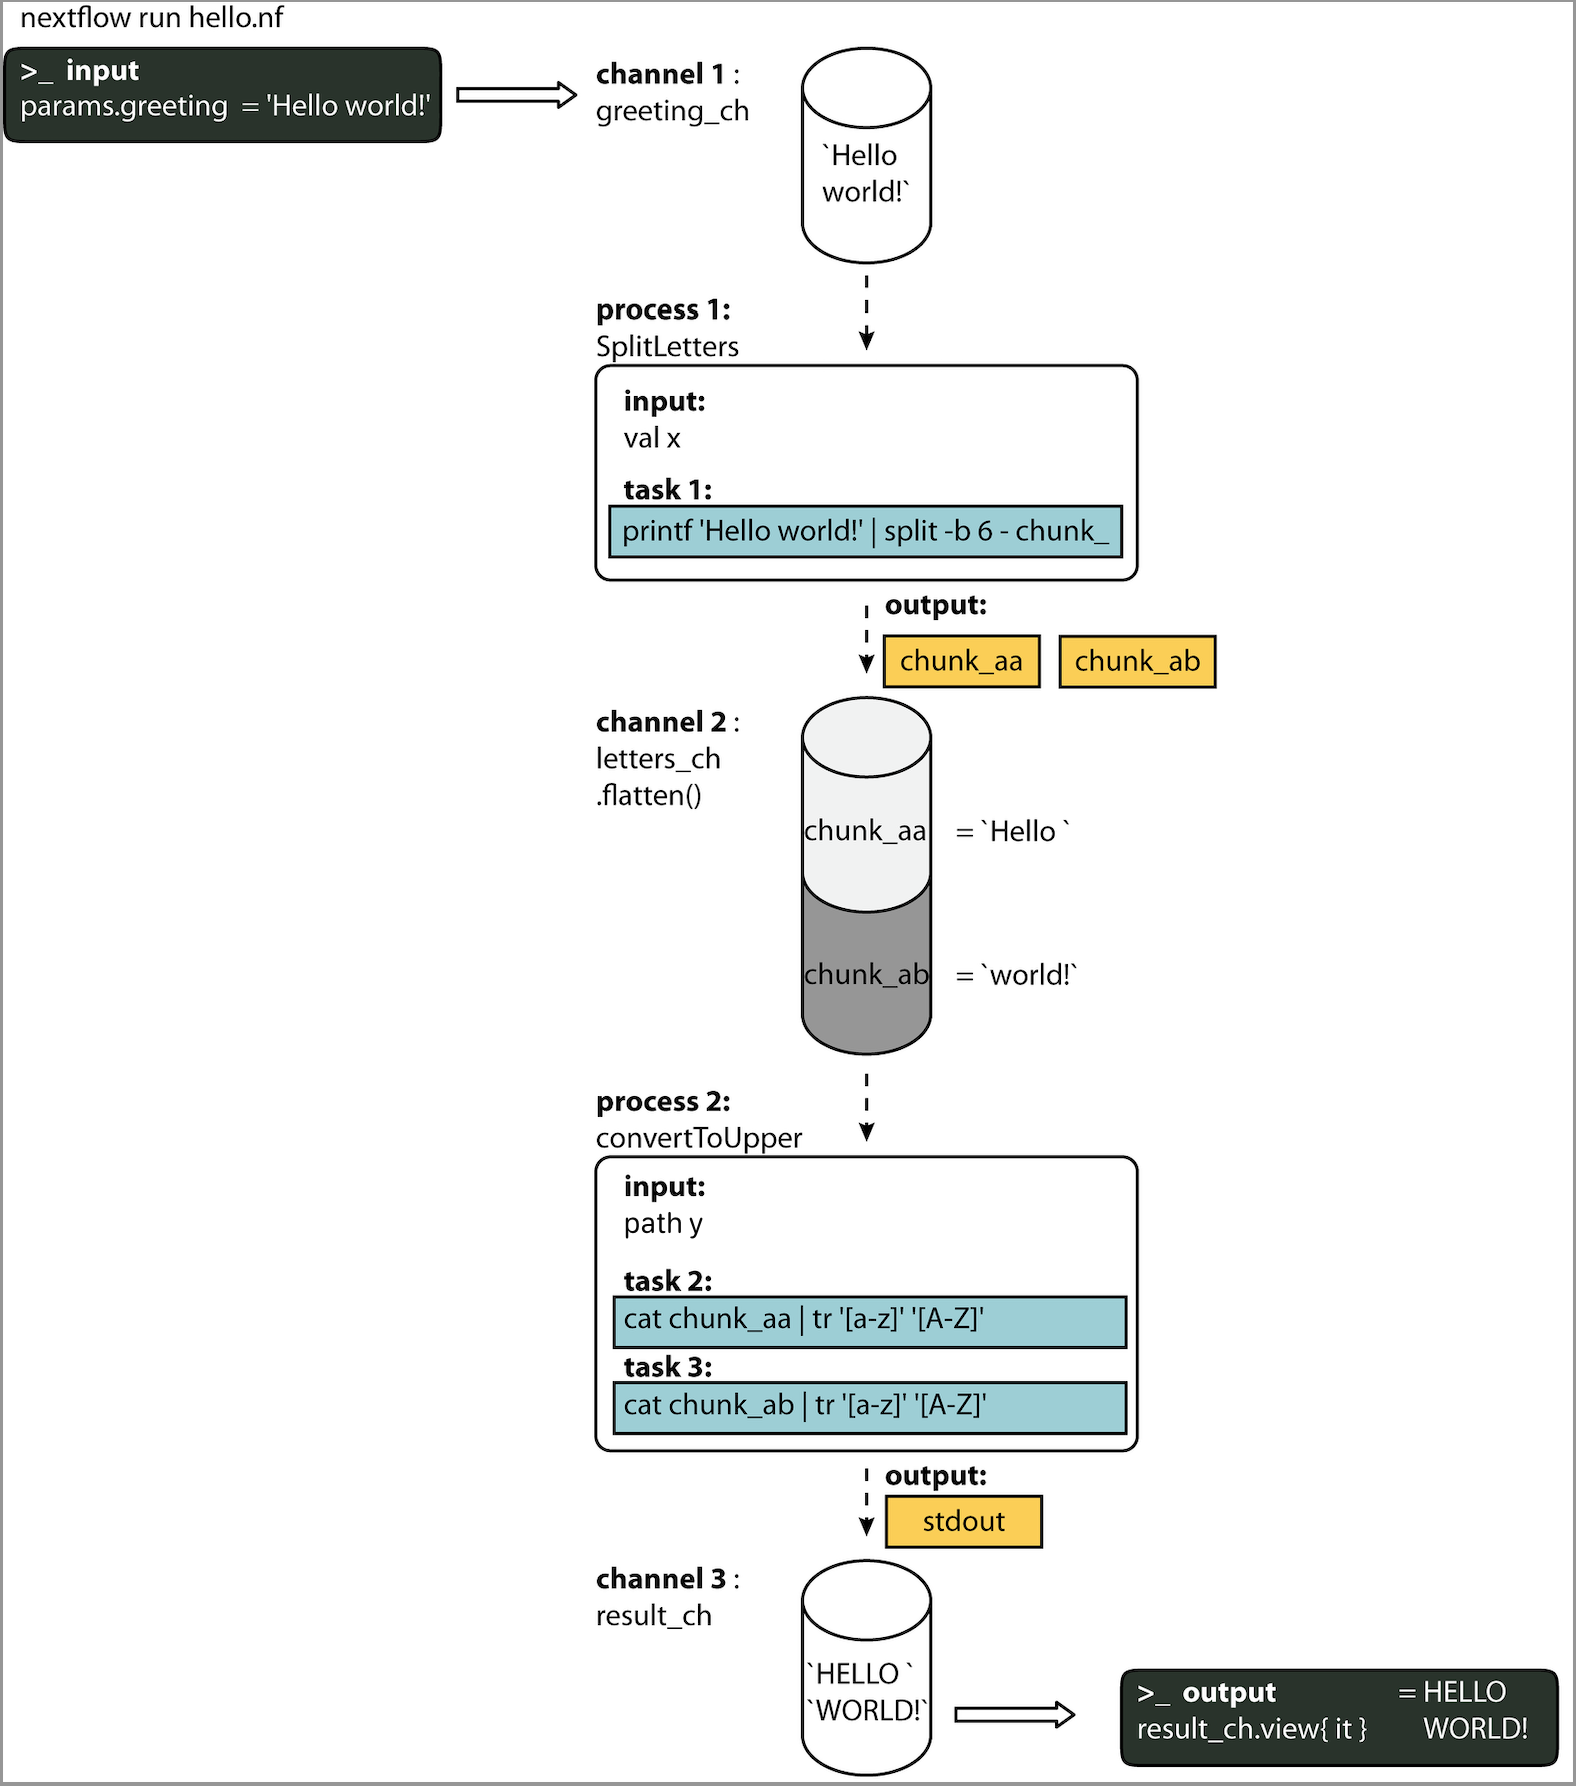 nextflow run hello.nf
>_ input
params.greeting = 'Hello world!'
channel 1 :
greeting_ch
`Hello
world!`
process 1:
SplitLetters
input:
val x
task 1:
printf 'Hello world!' | split -b 6 - chunk_
output:
chunk_aa chunk_ab
channel 2 :
letters_ch
.flatten()
chunk_aa = `Hello `
chunk_ab = `world!`
process 2:
convertToUpper
input:
path y
task 2:
cat chunk_aa | tr '[a-z]' '[A-Z]'
task 3:
cat chunk_ab | tr '[a-z]' '[A-Z]'
output:
stdout
channel 3 :
result_ch
`HELLO `
`WORLD!`
>_ output = HELLO
result_ch.view{ it } WORLD!